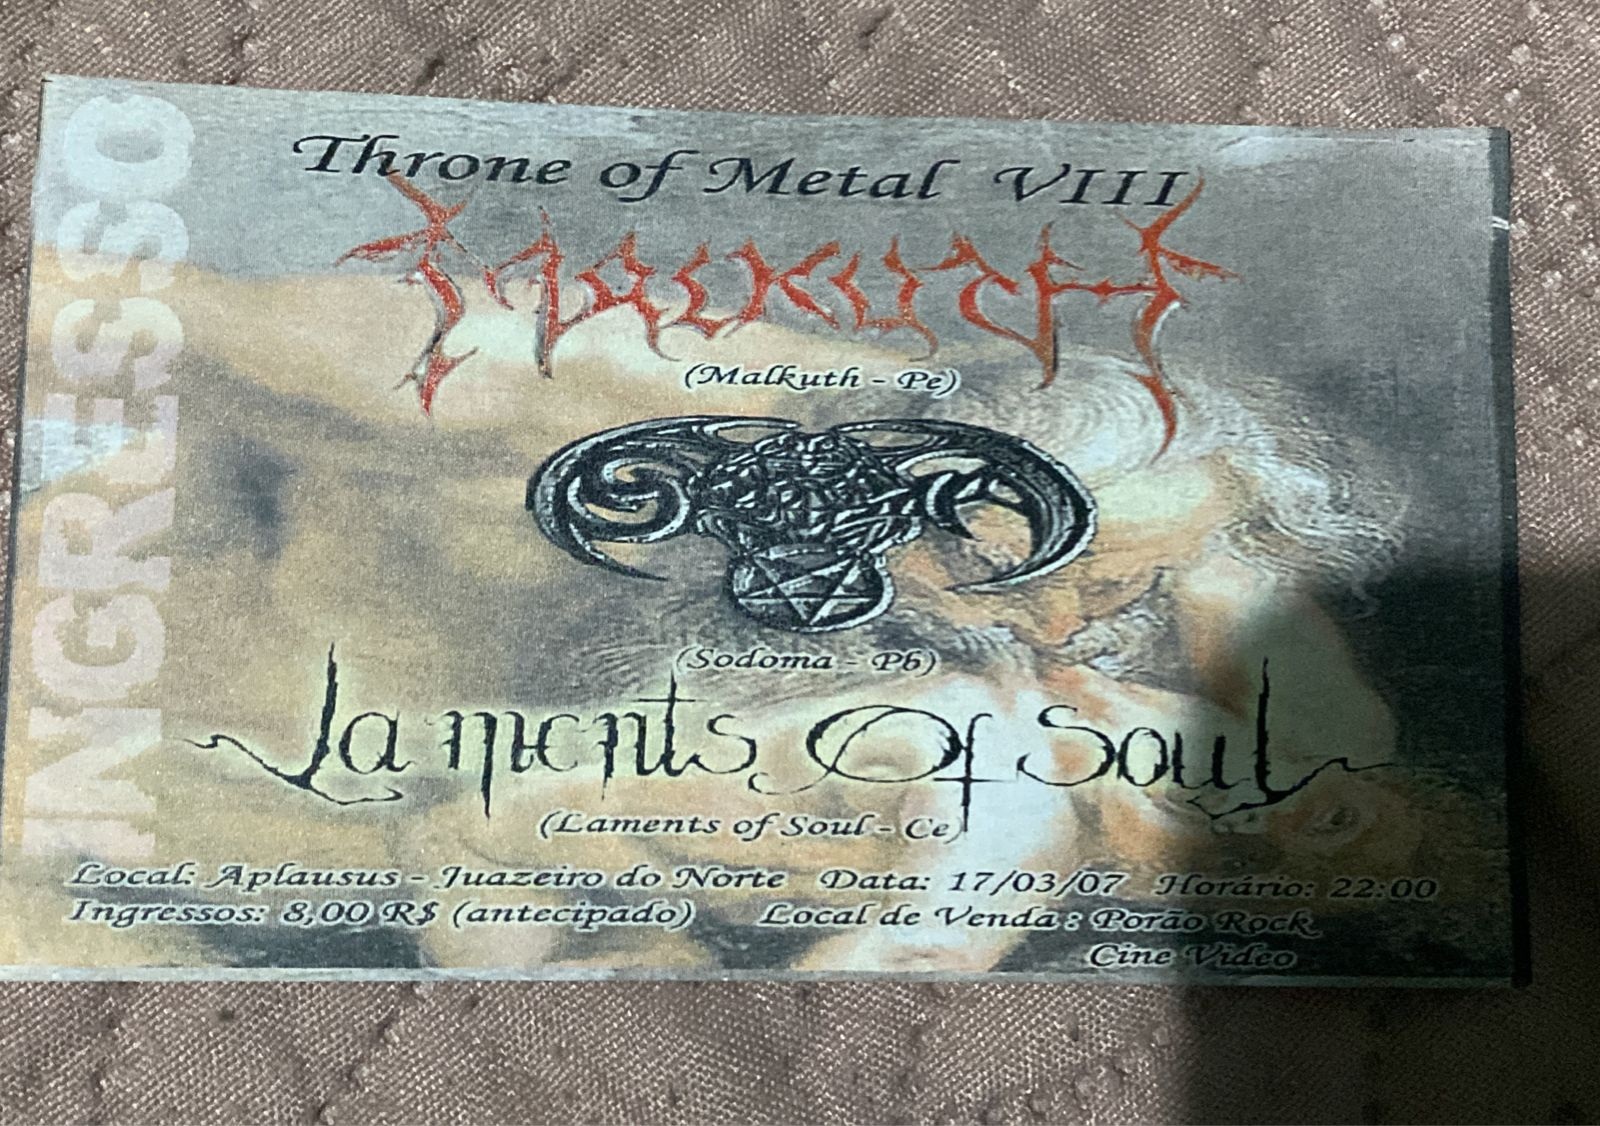 INGRESSO
Throne of Metal VIII
Malkuth
(Malkuth - Pe)
(Sodoma - Pb)
Laments Of Soul
(Laments of Soul - Ce)
Local: Aplausus - Juazeiro do Norte Data: 17/03/07 Horário: 22:00
Ingressos: 8,00 R$ (antecipado) Local de Venda : Porão Rock
Cine Video